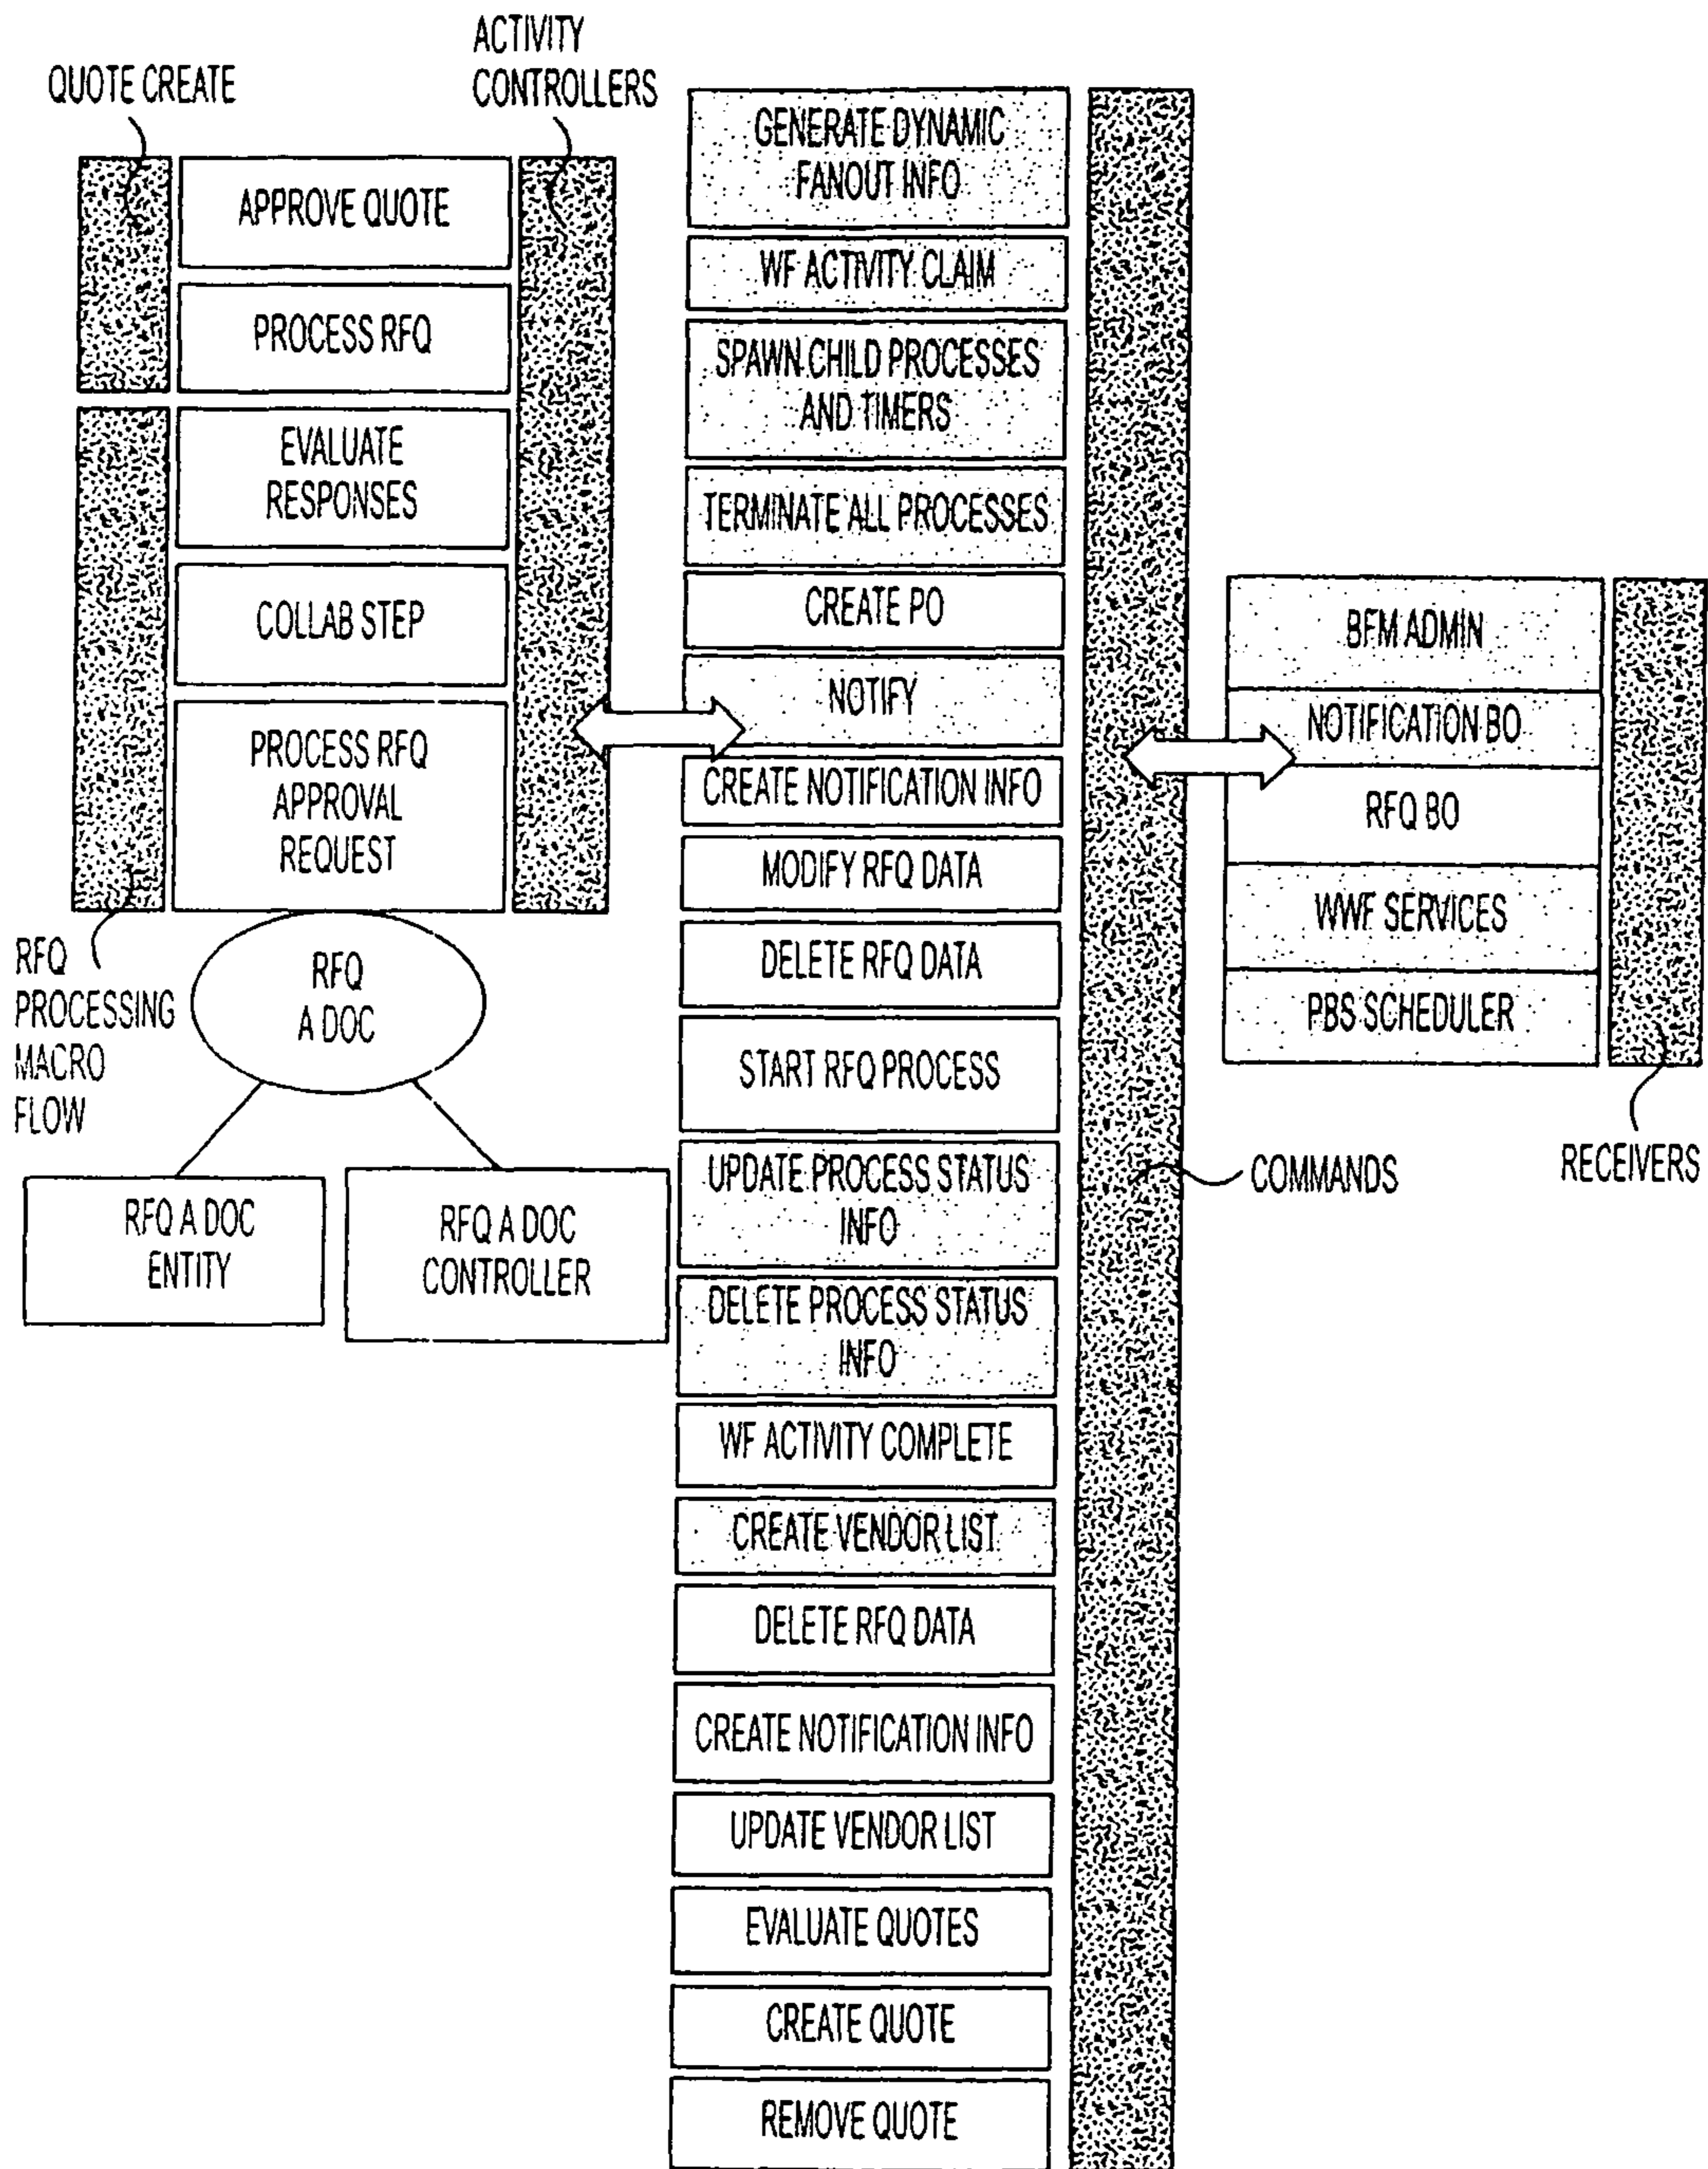 QUOTE CREATE
ACTIVITY
CONTROLLERS
APPROVE QUOTE
PROCESS RFQ
EVALUATE
RESPONSES
COLLAB STEP
PROCESS RFQ
APPROVAL
REQUEST
RFQ
PROCESSING
MACRO
FLOW
RFQ
A DOC
RFQ A DOC
ENTITY
RFQ A DOC
CONTROLLER
GENERATE DYNAMIC
FANOUT INFO
WF ACTIVITY CLAIM
SPAWN CHILD PROCESSES
AND TIMERS
TERMINATE ALL PROCESSES
CREATE PO
NOTIFY
CREATE NOTIFICATION INFO
MODIFY RFQ DATA
DELETE RFQ DATA
START RFQ PROCESS
UPDATE PROCESS STATUS
INFO
DELETE PROCESS STATUS
INFO
WF ACTIVITY COMPLETE
CREATE VENDOR LIST
DELETE RFQ DATA
CREATE NOTIFICATION INFO
UPDATE VENDOR LIST
EVALUATE QUOTES
CREATE QUOTE
REMOVE QUOTE
COMMANDS
BFM ADMIN
NOTIFICATION BO
RFQ BO
WWF SERVICES
PBS SCHEDULER
RECEIVERS